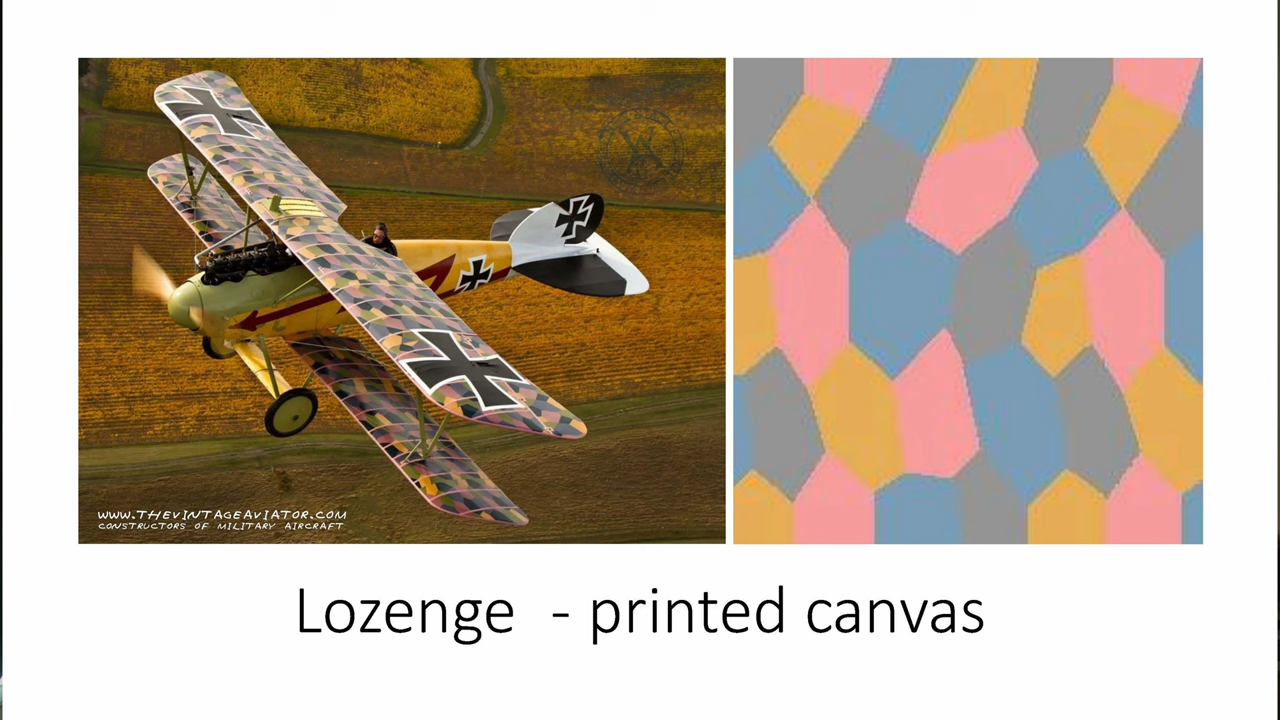 WWW.THEVINTAGEAVIATOR.COM
CONSTRUCTORS OF MILITARY AIRCRAFT
Lozenge - printed canvas